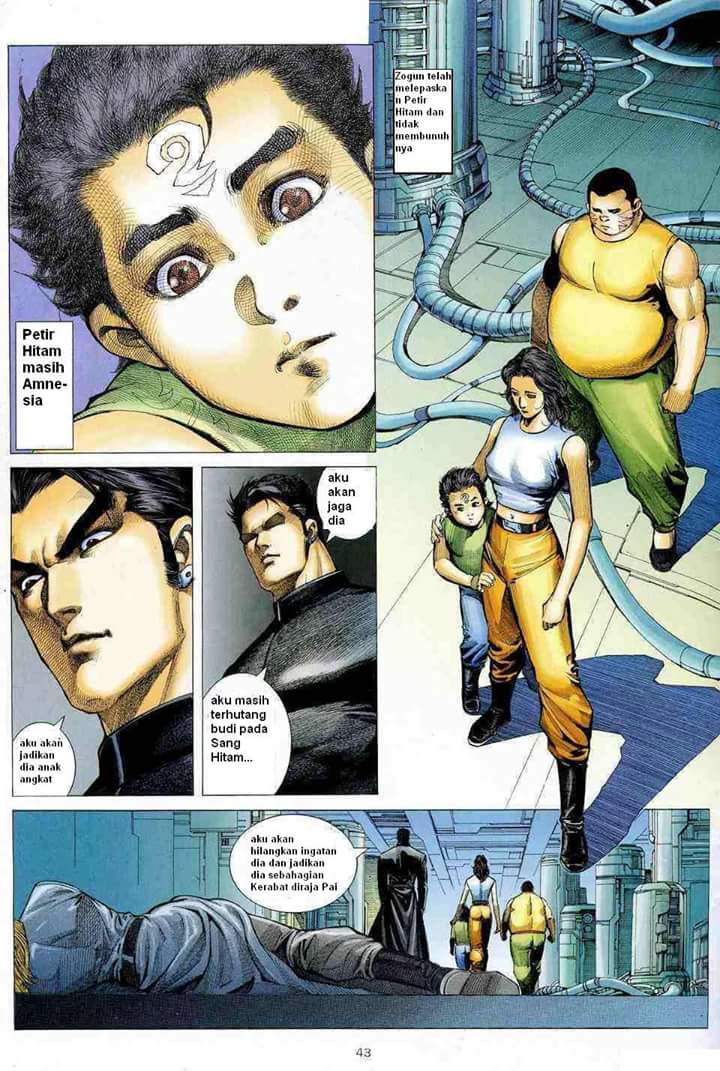 Zogun telah
melepaska
n Petir
Hitam dan
tidak
membunuh
nya
Petir
Hitam
masih
Amne-
sia
aku akan
jadikan
dia anak
angkat
aku
akan
jaga
dia
aku masih
terhutang
budi pada
Sang
Hitam...
aku akan
hilangkan ingatan
dia dan jadikan
dia sebahagian
Kerabat diraja Pai
43